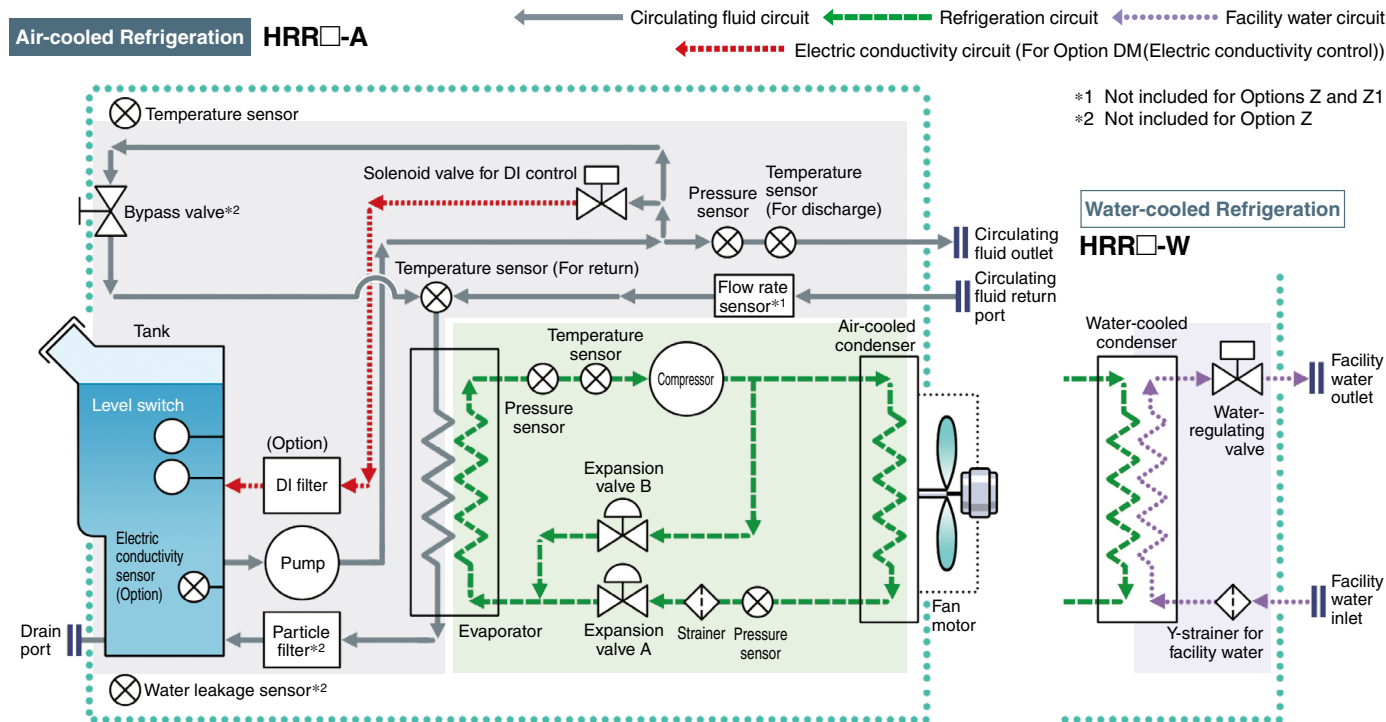 Air-cooled Refrigeration HRR□-A
Circulating fluid circuit
Refrigeration circuit
Facility water circuit
Electric conductivity circuit (For Option DM(Electric conductivity control))
*1 Not included for Options Z and Z1
*2 Not included for Option Z
Temperature sensor
Solenoid valve for DI control
Bypass valve*2
Pressure
sensor
Temperature
sensor
(For discharge)
Circulating
fluid outlet
Temperature sensor (For return)
Flow rate
sensor*1
Circulating
fluid return
port
Tank
Level switch
(Option)
DI filter
Electric
conductivity
sensor
(Option)
Pump
Drain
port
Particle
filter*2
Water leakage sensor*2
Evaporator
Pressure
sensor
Temperature
sensor
Compressor
Air-cooled
condenser
Expansion
valve B
Expansion
valve A
Strainer
Pressure
sensor
Fan
motor
Water-cooled Refrigeration
HRR□-W
Water-cooled
condenser
Facility
water
outlet
Water-
regulating
valve
Facility
water
inlet
Y-strainer for
facility water